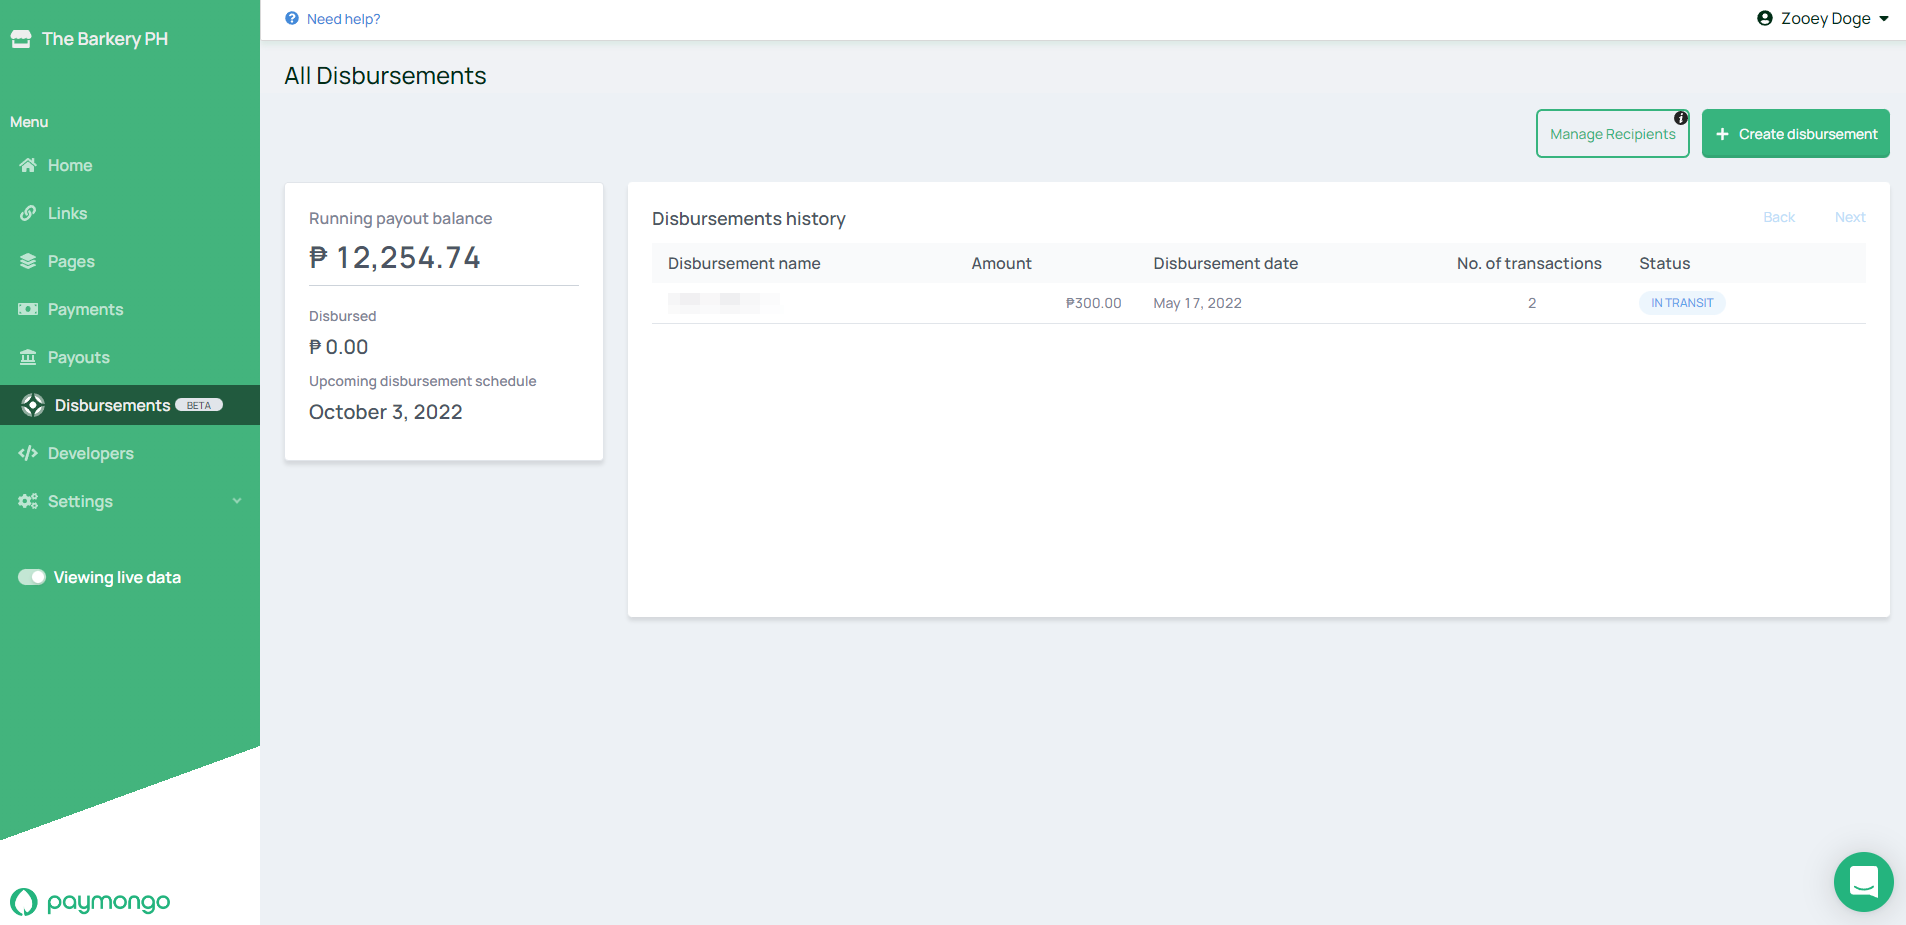 The Barkery PH
Menu
Home
Links
Pages
Payments
Payouts
Disbursements BETA
Developers
Settings
Viewing live data
paymongo
Need help?
Zooey Doge
All Disbursements
Manage Recipients
i
+ Create disbursement
Running payout balance
₱ 12,254.74
Disbursed
₱ 0.00
Upcoming disbursement schedule
October 3, 2022
Disbursements history
Back Next
Disbursement name Amount Disbursement date No. of transactions Status
₱300.00 May 17, 2022 2 IN TRANSIT